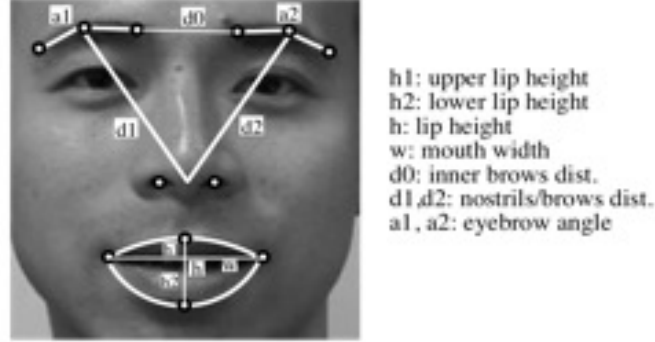 a1
d0
a2
d1
d2
h
w
h2
h1: upper lip height
h2: lower lip height
h: lip height
w: mouth width
d0: inner brows dist.
d1,d2: nostrils/brows dist.
a1, a2: eyebrow angle